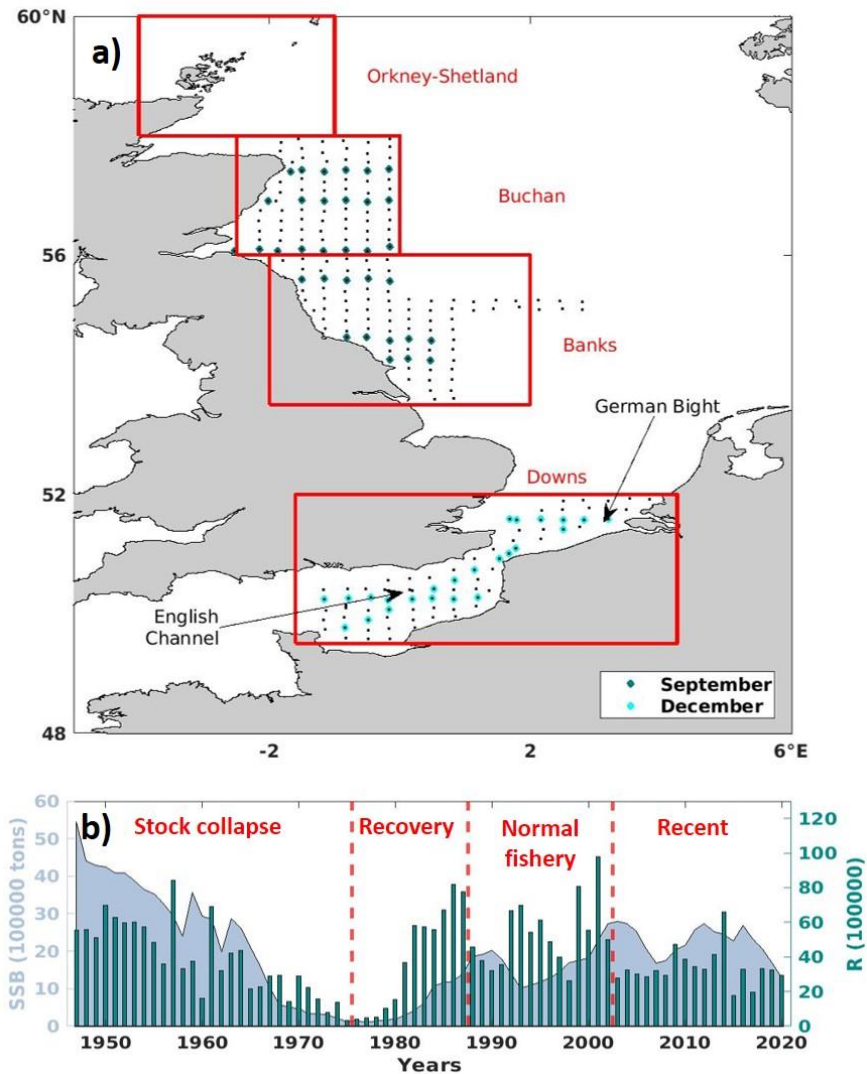 60°N
a)
Orkney-Shetland
Buchan
56
Banks
German Bight
Downs
52
English
Channel
September
December
48
-2
2
6°E
b)
Stock collapse
Recovery
Normal
fishery
Recent
SSB (100000 tons)
60
50
40
30
20
10
0
R (100000)
120
100
80
60
40
20
0
1950
1960
1970
1980
1990
2000
2010
2020
Years